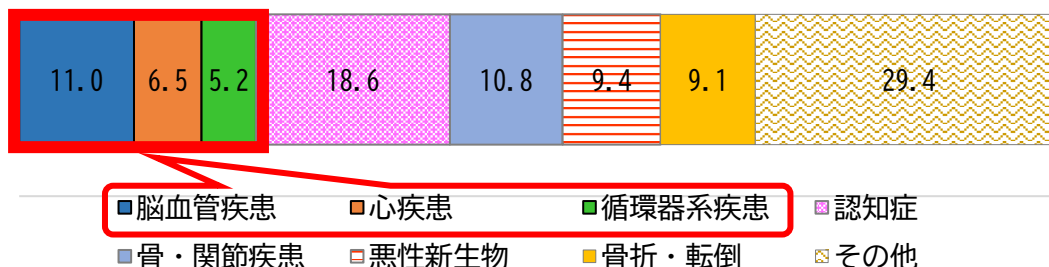 11.0 6.5 5.2 18.6 10.8 9.4 9.1 29.4
脳血管疾患 心疾患 循環器系疾患 認知症
骨・関節疾患 悪性新生物 骨折・転倒 その他